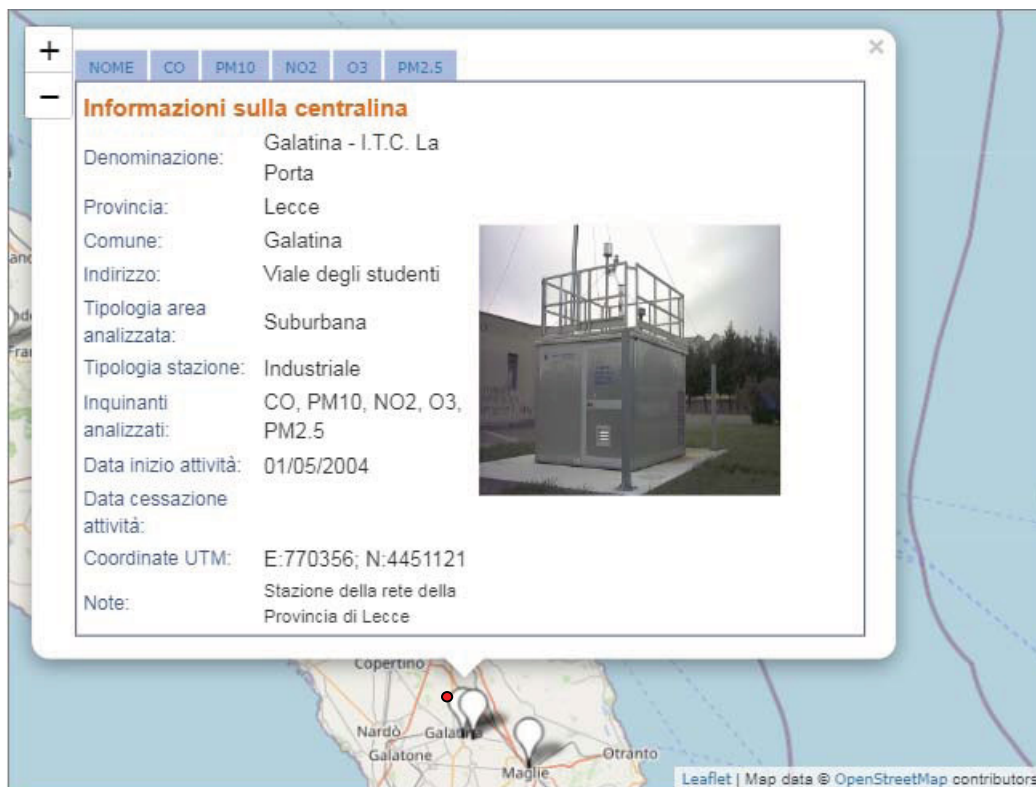 +
−
×
NOME CO PM10 NO2 O3 PM2.5
Informazioni sulla centralina
Denominazione: Galatina - I.T.C. La
Porta
Provincia: Lecce
Comune: Galatina
Indirizzo: Viale degli studenti
Tipologia area
analizzata: Suburbana
Tipologia stazione: Industriale
Inquinanti
analizzati: CO, PM10, NO2, O3,
PM2.5
Data inizio attività: 01/05/2004
Data cessazione
attività:
Coordinate UTM: E:770356; N:4451121
Note: Stazione della rete della
Provincia di Lecce
Copertino
Nardò Galatina
Galatone
Otranto
Maglie
Leaflet | Map data © OpenStreetMap contributors